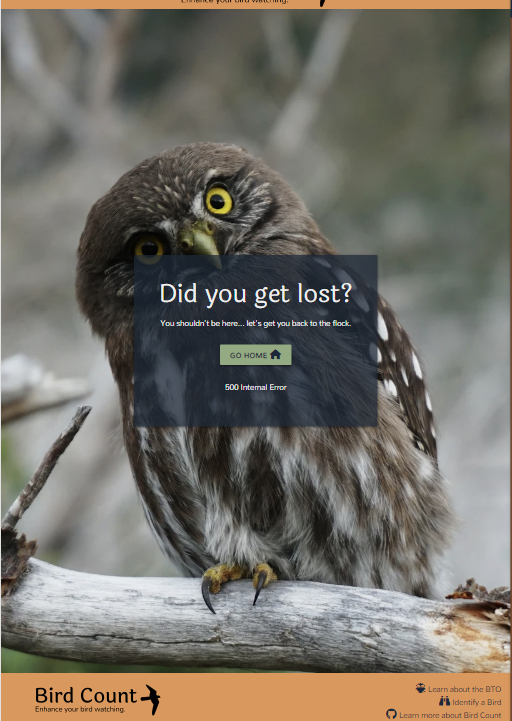 Enhance your bird watching.
Did you get lost?
You shouldn't be here... let's get you back to the flock.
GO HOME
500 Internal Error
Bird Count
Enhance your bird watching.
Learn about the BTO
Identify a Bird
Learn more about Bird Count